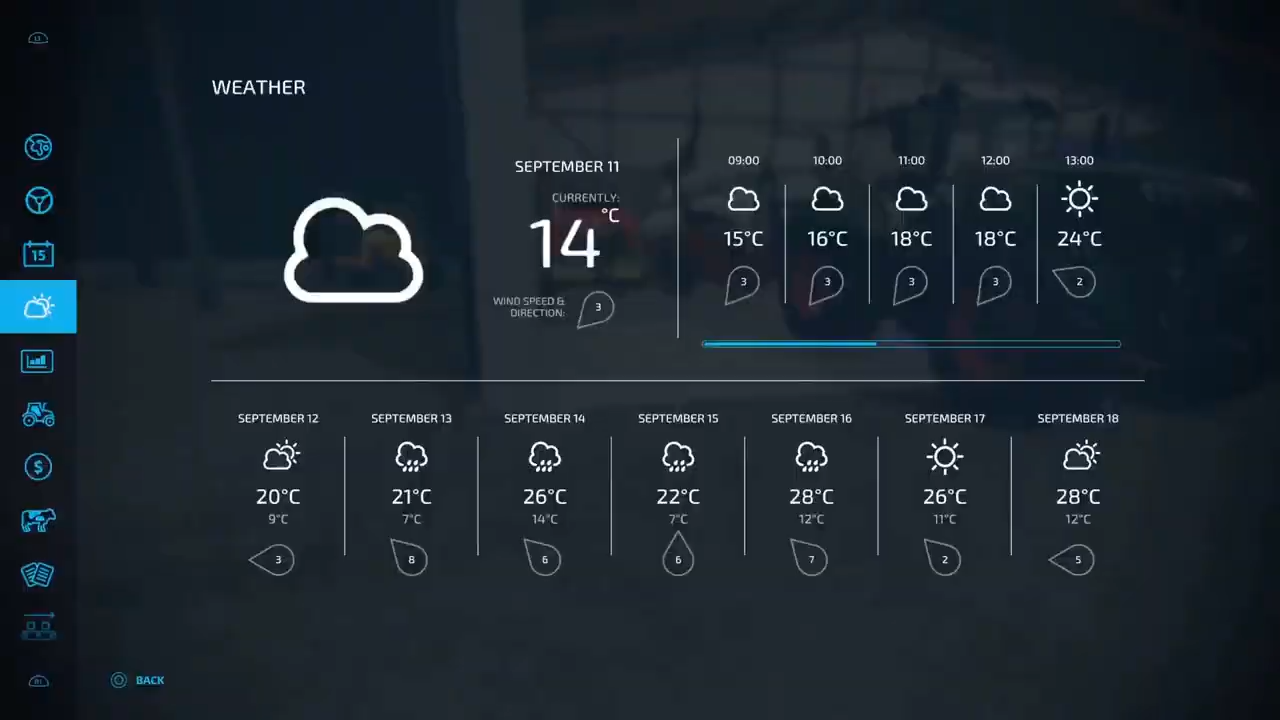 L1
WEATHER
SEPTEMBER 11
CURRENTLY:
14 °C
WIND SPEED &
DIRECTION:
3
09:00 10:00 11:00 12:00 13:00
15°C 16°C 18°C 18°C 24°C
3 3 3 3 2
15
SEPTEMBER 12 SEPTEMBER 13 SEPTEMBER 14 SEPTEMBER 15 SEPTEMBER 16 SEPTEMBER 17 SEPTEMBER 18
20°C 21°C 26°C 22°C 28°C 26°C 28°C
9°C 7°C 14°C 7°C 12°C 11°C 12°C
3 8 6 6 7 2 5
$
R1
BACK